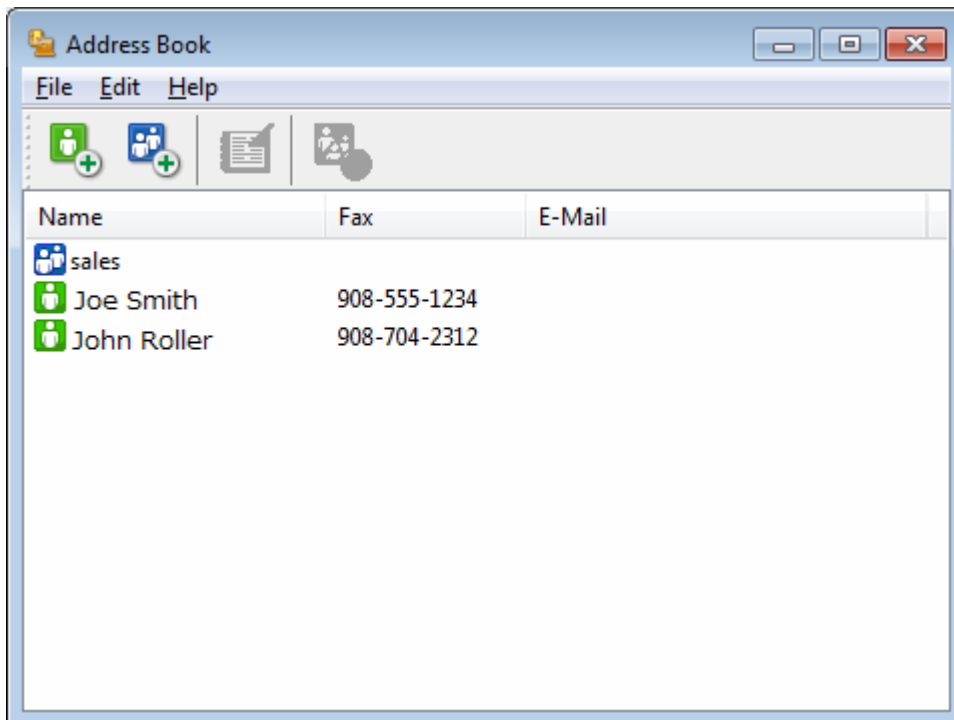 Address Book
File Edit Help
Name Fax E-Mail
sales
Joe Smith 908-555-1234
John Roller 908-704-2312